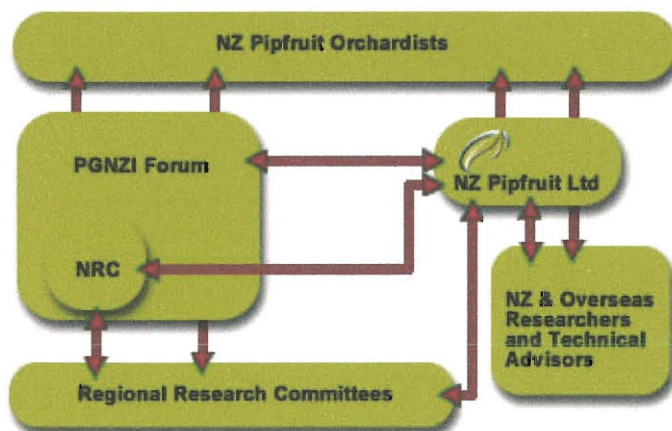 NZ Pipfruit Orchardists
PGNZI Forum
NZ Pipfruit Ltd
NRC
NZ & Overseas
Researchers
and Technical
Advisors
Regional Research Committees